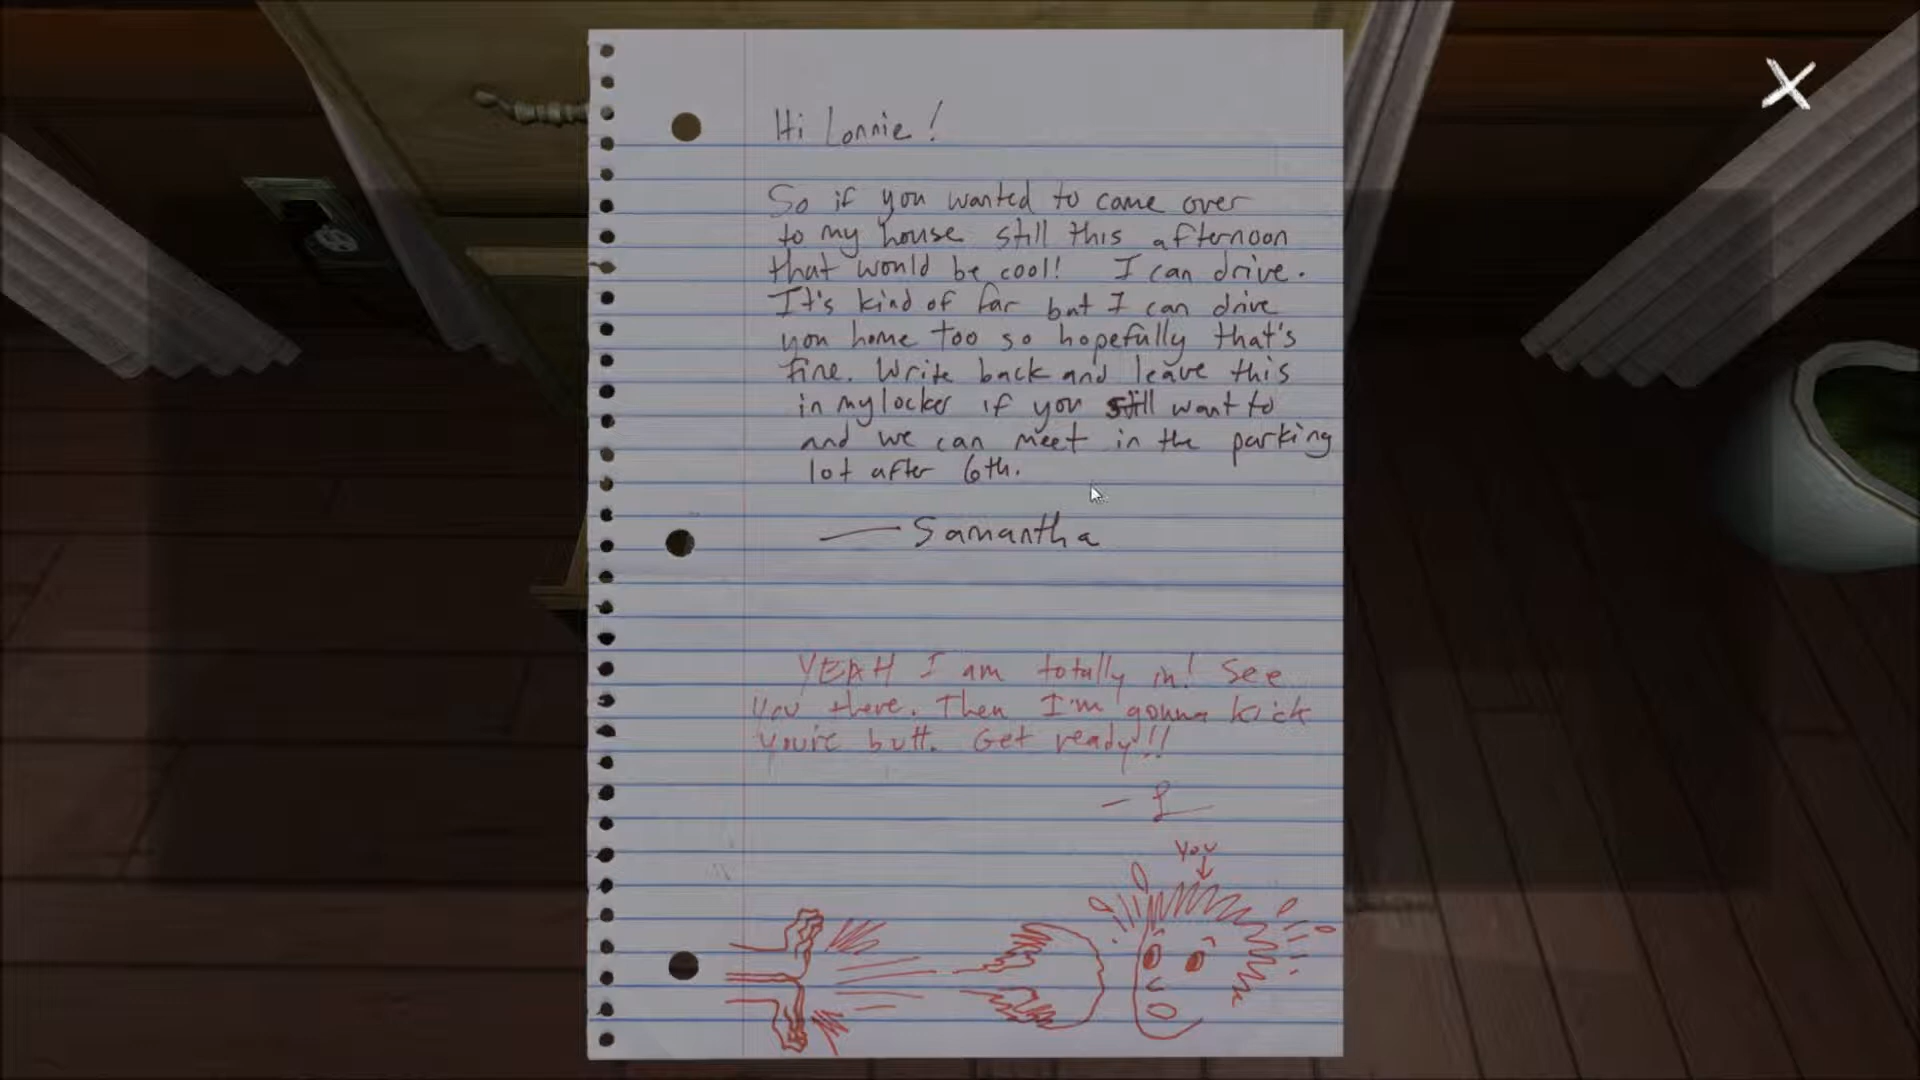 Hi Lonnie!
So if you wanted to come over
to my house still this afternoon
that would be cool! I can drive.
It's kind of far but I can drive
you home too so hopefully that's
fine. Write back and leave this
in my locker if you still want to
and we can meet in the parking
lot after 6th.
— Samantha
YEAH I am totally in! See
you there. Then I'm gonna kick
you're butt. Get ready!!
— L
You